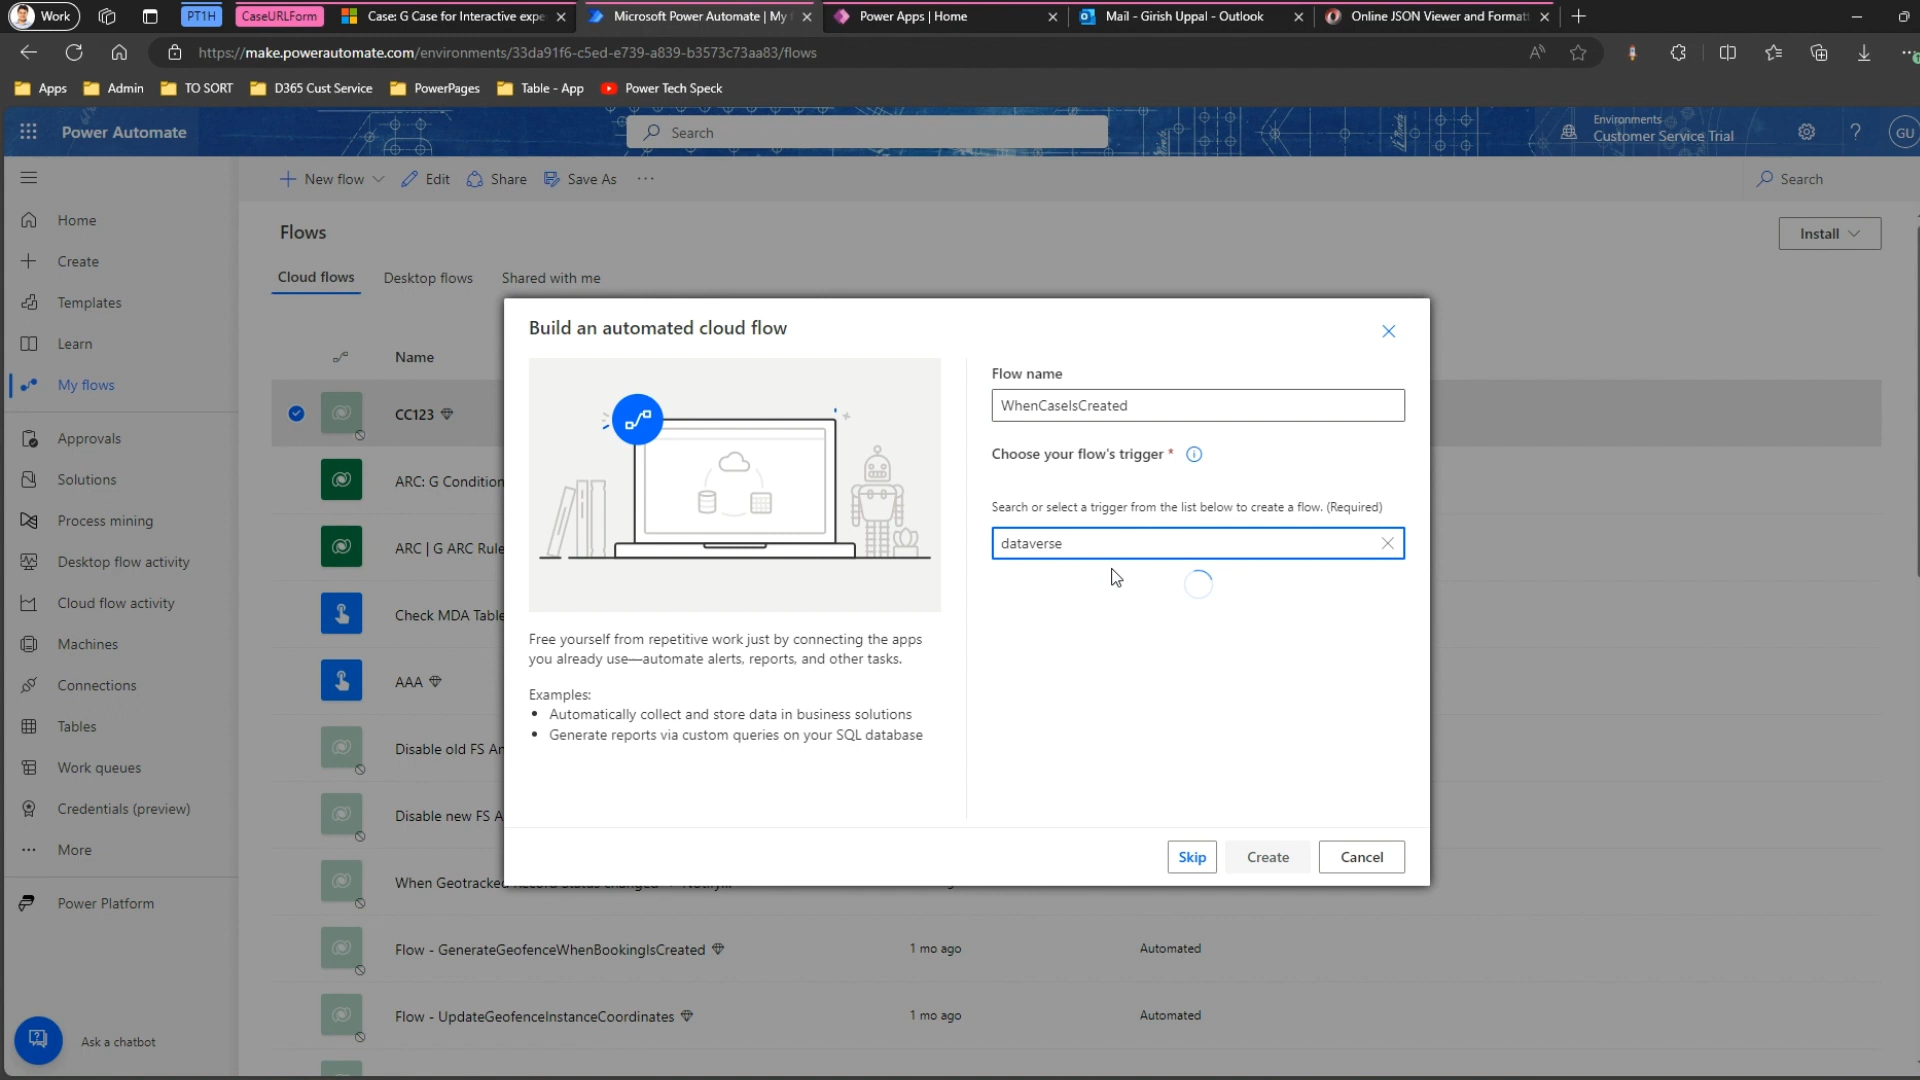 Work
PT1H
CaseURLForm
Case: G Case for Interactive expe
Microsoft Power Automate | My
Power Apps | Home
Mail - Girish Uppal - Outlook
Online JSON Viewer and Format
https://make.powerautomate.com/environments/33da91f6-c5ed-e739-a839-b3573c73aa83/flows
Apps
Admin
TO SORT
D365 Cust Service
PowerPages
Table - App
Power Tech Speck
Power Automate
Search
Environments
Customer Service Trial
?
GU
New flow
Edit
Share
Save As
Search
Home
Create
Templates
Learn
My flows
Approvals
Solutions
Process mining
Desktop flow activity
Cloud flow activity
Machines
Connections
Tables
Work queues
Credentials (preview)
More
Power Platform
Ask a chatbot
Flows
Install
Cloud flows
Desktop flows
Shared with me
Name
CC123
ARC: G Condition
ARC | G ARC Rule
Check MDA Table
AAA
Disable old FS An
Disable new FS A
When Geotracked
Flow - GenerateGeofenceWhenBookingIsCreated
1 mo ago
Automated
Flow - UpdateGeofenceInstanceCoordinates
1 mo ago
Automated
Build an automated cloud flow
Free yourself from repetitive work just by connecting the apps
you already use—automate alerts, reports, and other tasks.
Examples:
• Automatically collect and store data in business solutions
• Generate reports via custom queries on your SQL database
Flow name
WhenCaseIsCreated
Choose your flow's trigger *
Search or select a trigger from the list below to create a flow. (Required)
dataverse
Skip
Create
Cancel